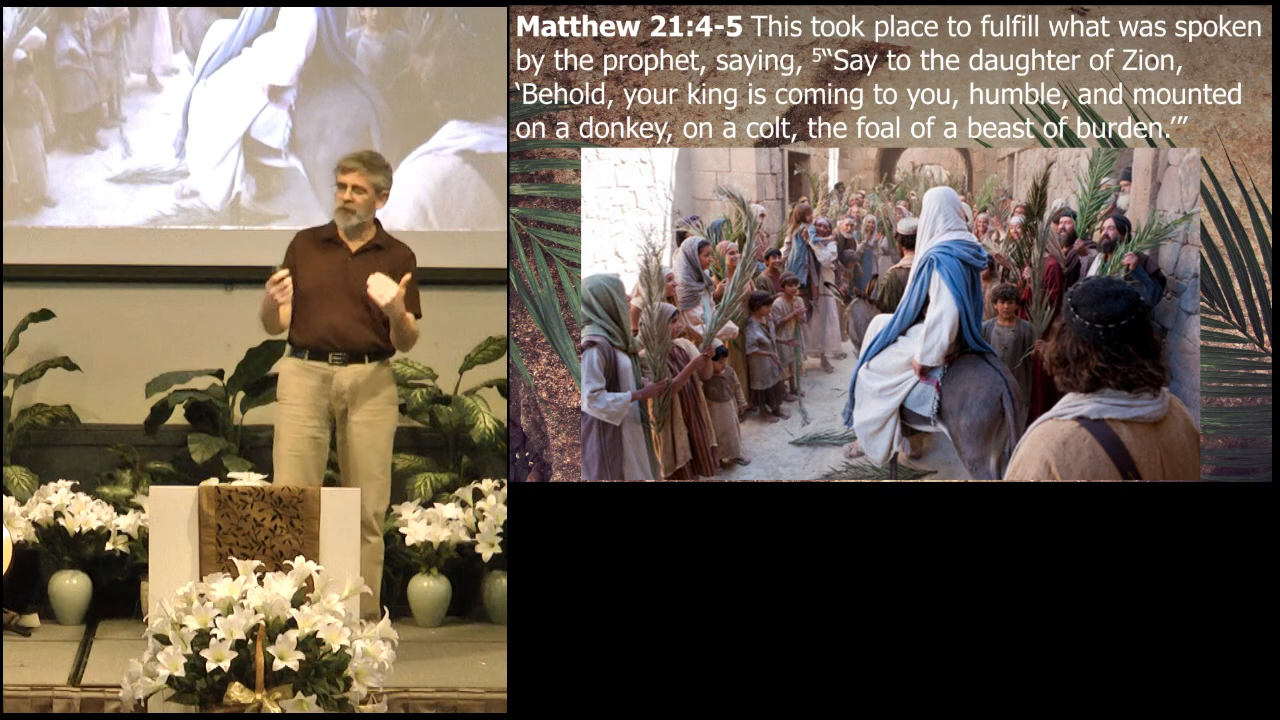 Matthew 21:4-5 This took place to fulfill what was spoken
by the prophet, saying, ⁵“Say to the daughter of Zion,
‘Behold, your king is coming to you, humble, and mounted
on a donkey, on a colt, the foal of a beast of burden.’”